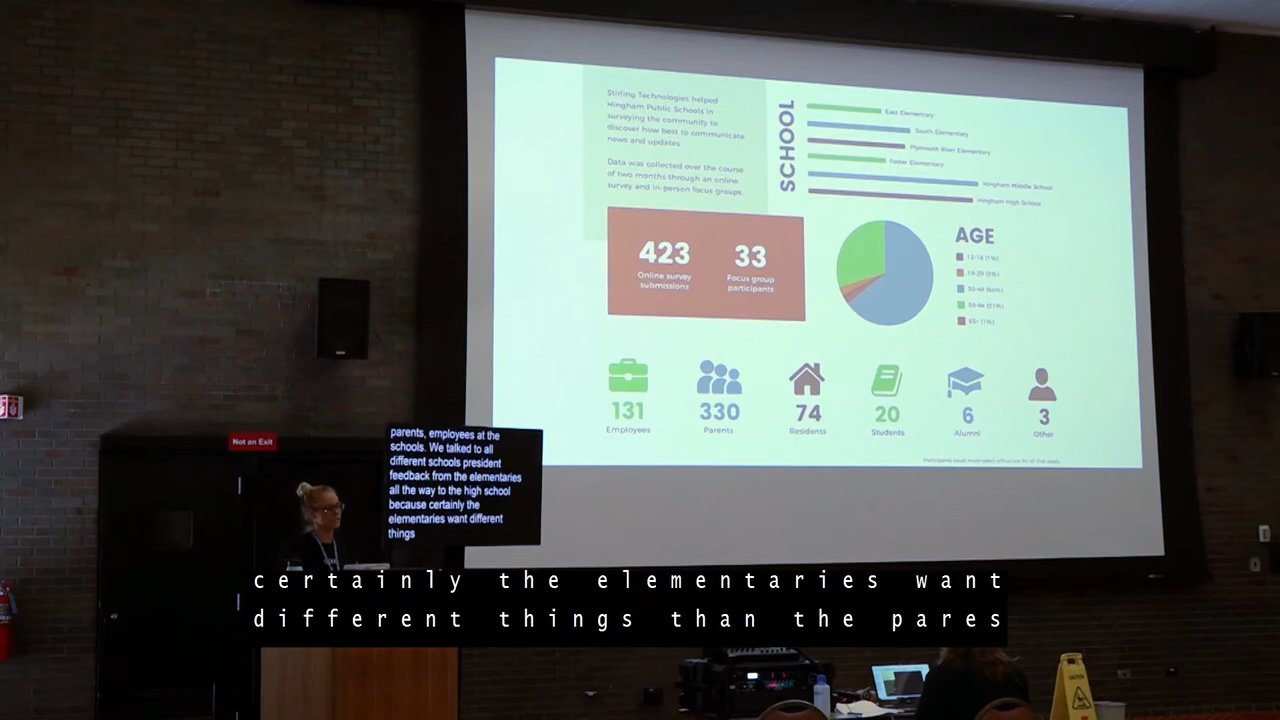 Stirling Technologies helped
Hingham Public Schools in
surveying the community to
discover how best to communicate
news and updates.
Data was collected over the course
of two months through an online
survey and in-person focus groups.
SCHOOL
East Elementary
South Elementary
Plymouth River Elementary
Foster Elementary
Hingham Middle School
Hingham High School
423
Online survey
submissions
33
Focus group
participants
AGE
131
Employees
330
Parents
74
Residents
20
Students
6
Alumni
3
Other
Not an Exit
parents, employees at the
schools. We talked to all
different schools president
feedback from the elementaries
all the way to the high school
because certainly the
elementaries want different
things
certainly the elementaries want
different things than the pares
CAUTION